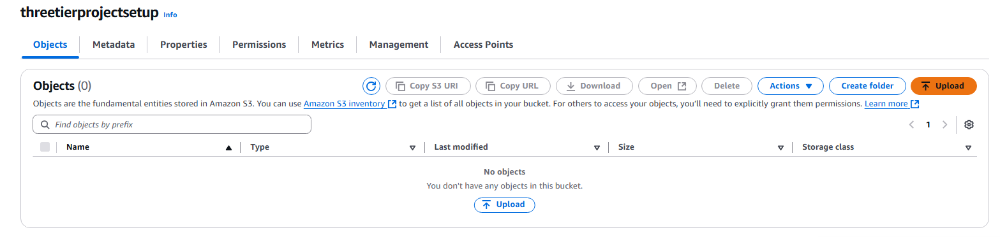 threetierprojectsetup Info
Objects Metadata Properties Permissions Metrics Management Access Points
Objects (0) Copy S3 URI Copy URL Download Open Delete Actions Create folder Upload
Objects are the fundamental entities stored in Amazon S3. You can use Amazon S3 inventory to get a list of all objects in your bucket. For others to access your objects, you’ll need to explicitly grant them permissions. Learn more
Find objects by prefix 1
Name Type Last modified Size Storage class
No objects
You don't have any objects in this bucket.
Upload